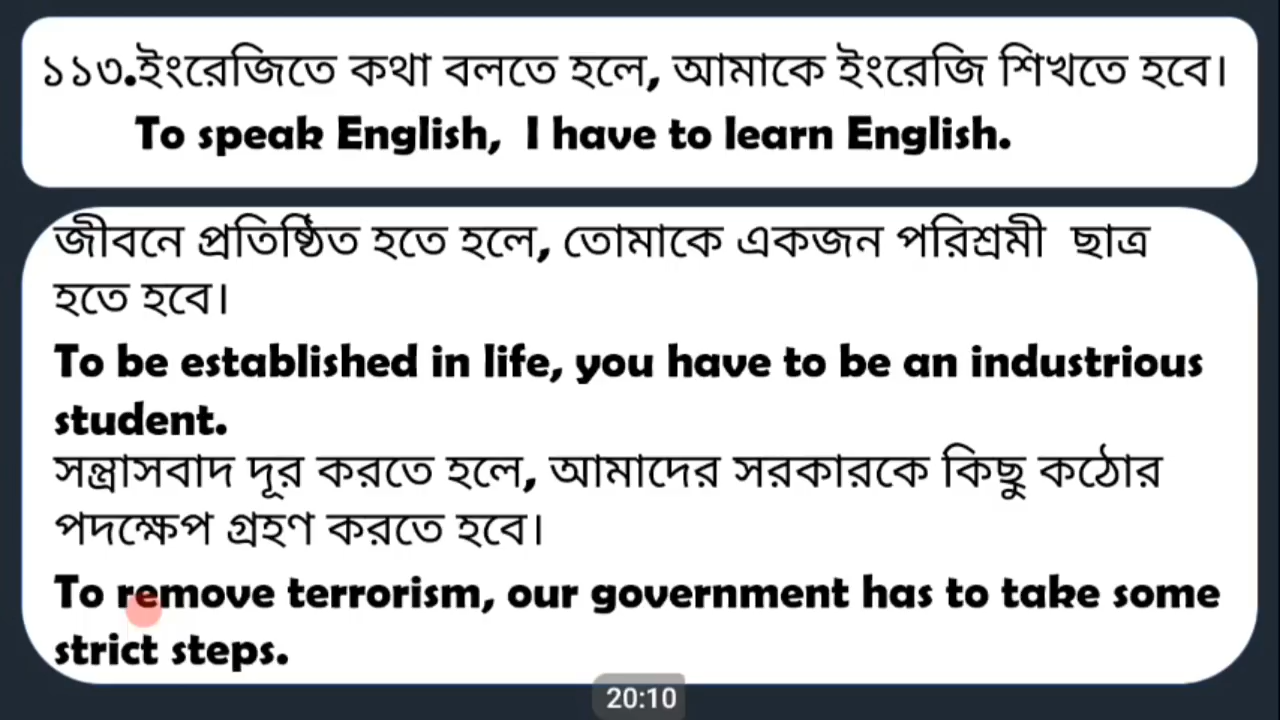 ১১৩.ইংরেজিতে কথা বলতে হলে, আমাকে ইংরেজি শিখতে হবে।
To speak English, I have to learn English.
জীবনে প্রতিষ্ঠিত হতে হলে, তোমাকে একজন পরিশ্রমী ছাত্র
হতে হবে।
To be established in life, you have to be an industrious
student.
সন্ত্রাসবাদ দূর করতে হলে, আমাদের সরকারকে কিছু কঠোর
পদক্ষেপ গ্রহণ করতে হবে।
To remove terrorism, our government has to take some
strict steps.
20:10